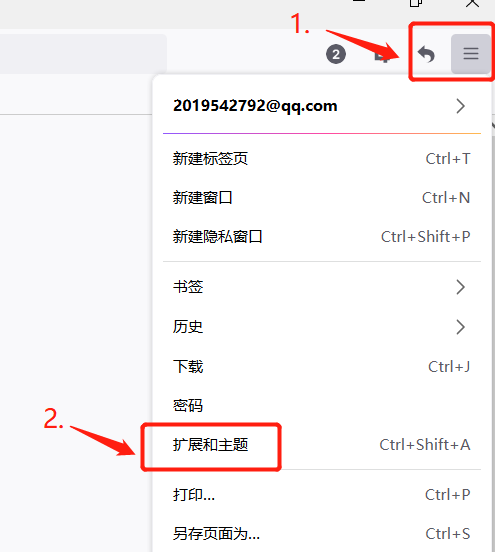 1.
2
2019542792@qq.com
新建标签页 Ctrl+T
新建窗口 Ctrl+N
新建隐私窗口 Ctrl+Shift+P
书签
历史
下载 Ctrl+J
密码
2.
扩展和主题 Ctrl+Shift+A
打印... Ctrl+P
另存页面为... Ctrl+S